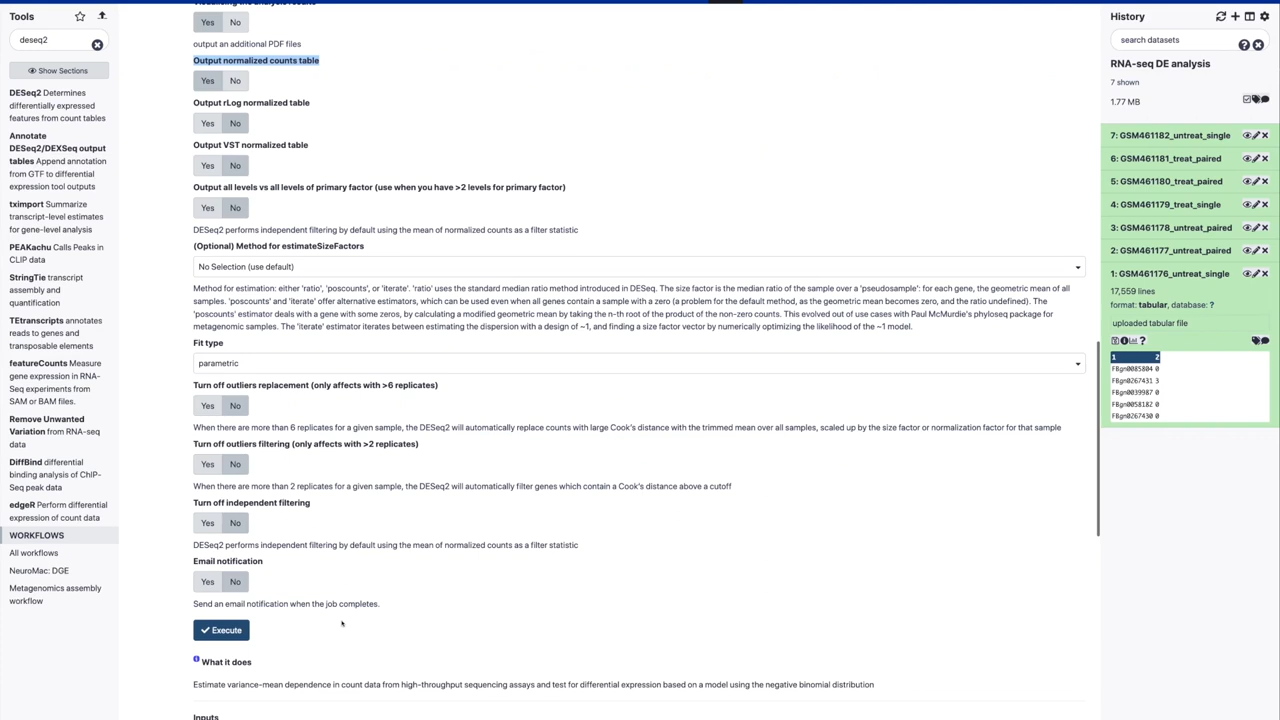 Tools
deseq2
Show Sections
DESeq2 Determines
differentially expressed
features from count tables
Annotate
DESeq2/DEXSeq output
tables Append annotation
from GTF to differential
expression tool outputs
tximport Summarize
transcript-level estimates
for gene-level analysis
PEAKachu Calls Peaks in
CLIP data
StringTie transcript
assembly and
quantification
TEtranscripts annotates
reads to genes and
transposable elements
featureCounts Measure
gene expression in RNA-
Seq experiments from
SAM or BAM files.
Remove Unwanted
Variation from RNA-seq
data
DiffBind differential
binding analysis of ChIP-
Seq peak data
edgeR Perform differential
expression of count data
WORKFLOWS
All workflows
NeuroMac: DGE
Metagenomics assembly
workflow
Visualising the analysis results
Yes No
output an additional PDF files
Output normalized counts table
Yes No
Output rLog normalized table
Yes No
Output VST normalized table
Yes No
Output all levels vs all levels of primary factor (use when you have >2 levels for primary factor)
Yes No
DESeq2 performs independent filtering by default using the mean of normalized counts as a filter statistic
(Optional) Method for estimateSizeFactors
No Selection (use default)
Method for estimation: either 'ratio', 'poscounts', or 'iterate'. 'ratio' uses the standard median ratio method introduced in DESeq. The size factor is the median ratio of the sample over a 'pseudosample': for each gene, the geometric mean of all
samples. 'poscounts' and 'iterate' offer alternative estimators, which can be used even when all genes contain a sample with a zero (a problem for the default method, as the geometric mean becomes zero, and the ratio undefined). The
'poscounts' estimator deals with a gene with some zeros, by calculating a modified geometric mean by taking the n-th root of the product of the non-zero counts. This evolved out of use cases with Paul McMurdie's phyloseq package for
metagenomic samples. The 'iterate' estimator iterates between estimating the dispersion with a design of ~1, and finding a size factor vector by numerically optimizing the likelihood of the ~1 model.
Fit type
parametric
Turn off outliers replacement (only affects with >6 replicates)
Yes No
When there are more than 6 replicates for a given sample, the DESeq2 will automatically replace counts with large Cook's distance with the trimmed mean over all samples, scaled up by the size factor or normalization factor for that sample
Turn off outliers filtering (only affects with >2 replicates)
Yes No
When there are more than 2 replicates for a given sample, the DESeq2 will automatically filter genes which contain a Cook's distance above a cutoff
Turn off independent filtering
Yes No
DESeq2 performs independent filtering by default using the mean of normalized counts as a filter statistic
Email notification
Yes No
Send an email notification when the job completes.
Execute
What it does
Estimate variance-mean dependence in count data from high-throughput sequencing assays and test for differential expression based on a model using the negative binomial distribution
Inputs
History
search datasets
RNA-seq DE analysis
7 shown
1.77 MB
7: GSM461182_untreat_single
6: GSM461181_treat_paired
5: GSM461180_treat_paired
4: GSM461179_treat_single
3: GSM461178_untreat_paired
2: GSM461177_untreat_paired
1: GSM461176_untreat_single
17,559 lines
format: tabular, database: ?
uploaded tabular file
1 2
FBgn0085804 0
FBgn0267431 3
FBgn0039987 0
FBgn0058182 0
FBgn0267430 0